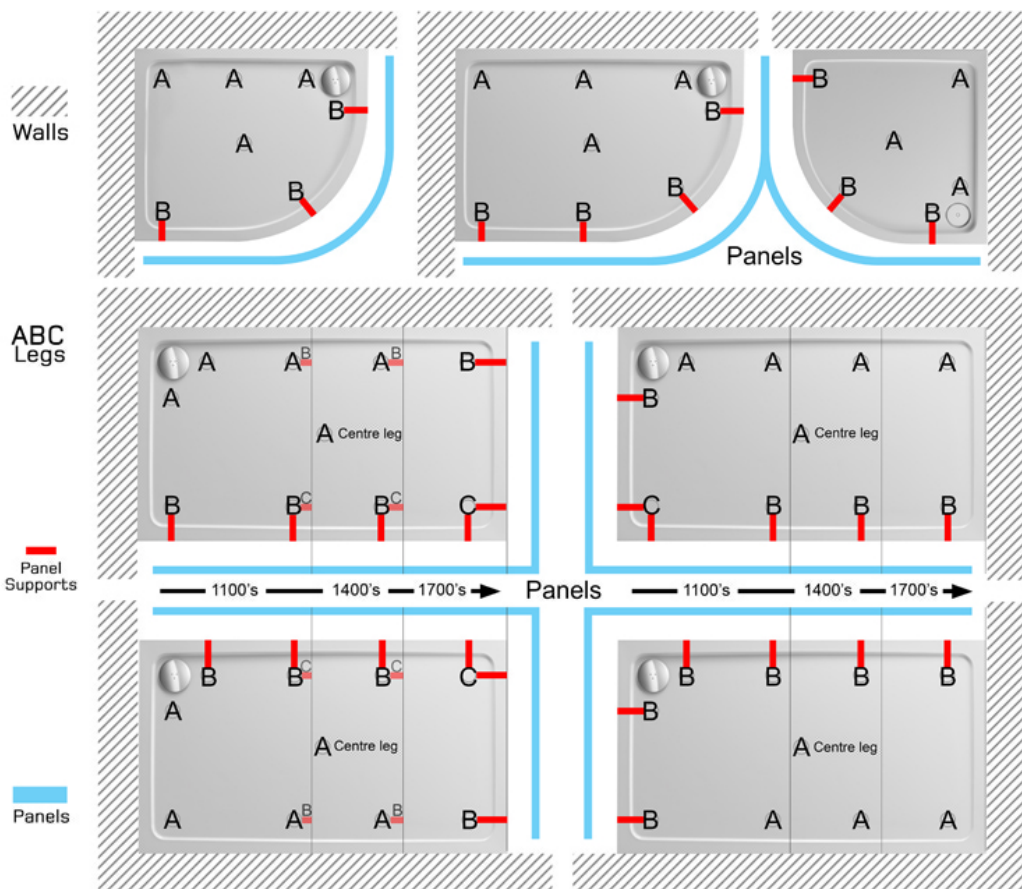 A A A
B
A
B
B
A A A
B
A
B
B B
B A
A
B A
B
Walls
Panels
ABC
Legs
A A B A B B
A
A Centre leg
B B C B C C
A A A A
B
A Centre leg
C B B B
Panel
Supports
1100's 1400's 1700's
Panels
1100's 1400's 1700's
B B C B C C
A
A Centre leg
A A B A B B
B B B B
B
A Centre leg
B A A A
Panels